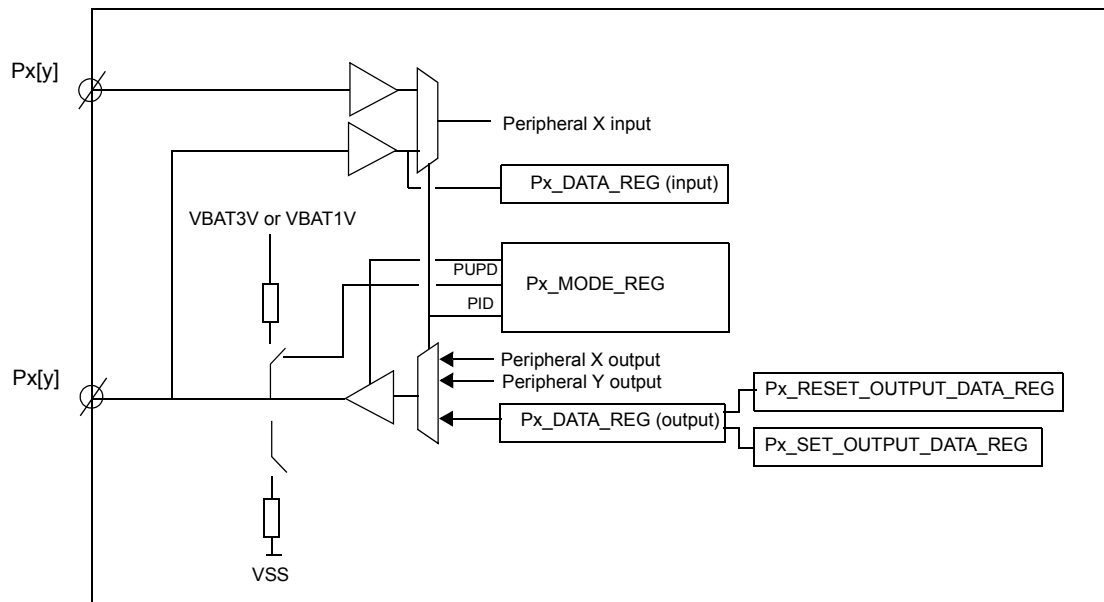 Px[y]
Peripheral X input
Px_DATA_REG (input)
VBAT3V or VBAT1V
PUPD
Px_MODE_REG
PID
Px[y]
Peripheral X output
Peripheral Y output
Px_DATA_REG (output)
Px_RESET_OUTPUT_DATA_REG
Px_SET_OUTPUT_DATA_REG
VSS